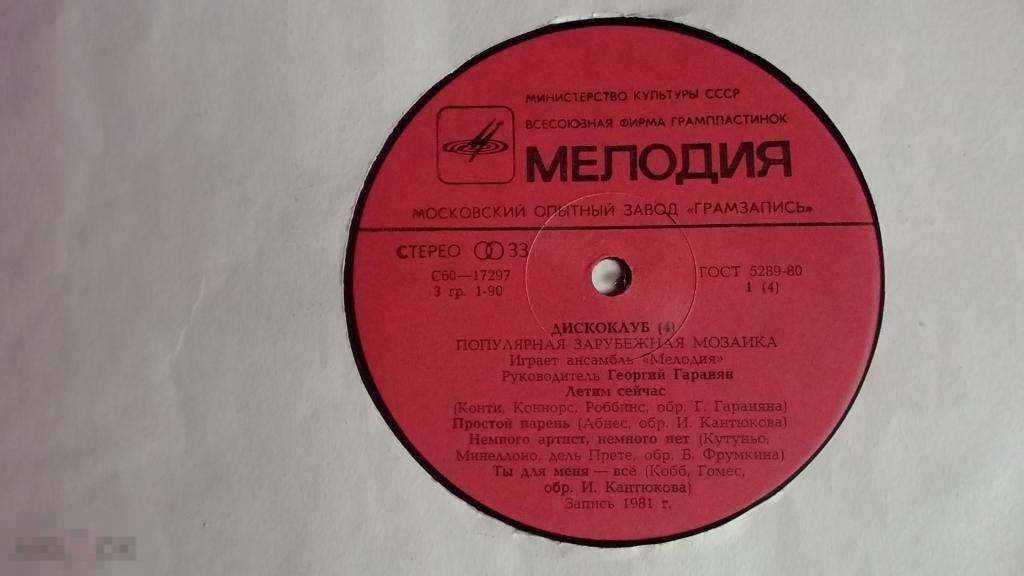 МИНИСТЕРСТВО КУЛЬТУРЫ СССР
ВСЕСОЮЗНАЯ ФИРМА ГРАМПЛАСТИНОК
МЕЛОДИЯ
МОСКОВСКИЙ ОПЫТНЫЙ ЗАВОД «ГРАМЗАПИСЬ»
СТЕРЕО 33
С60—17297
3 гр. 1-90
ГОСТ 5289-80
1 (4)
ДИСКОКЛУБ (4)
ПОПУЛЯРНАЯ ЗАРУБЕЖНАЯ МОЗАИКА
Играет ансамбль «Мелодия»
Руководитель Георгий Гаранян
Летим сейчас
(Конти, Коннорс, Роббинс, обр. Г. Гараняна)
Простой парень (Абнес, обр. И. Кантюкова)
Немного артист, немного нет (Кутуньо,
Минеллоно, дель Прете, обр. Б. Фрумкина)
Ты для меня — всё (Кобб, Гомес,
обр. И. Кантюкова)
Запись 1981 г.